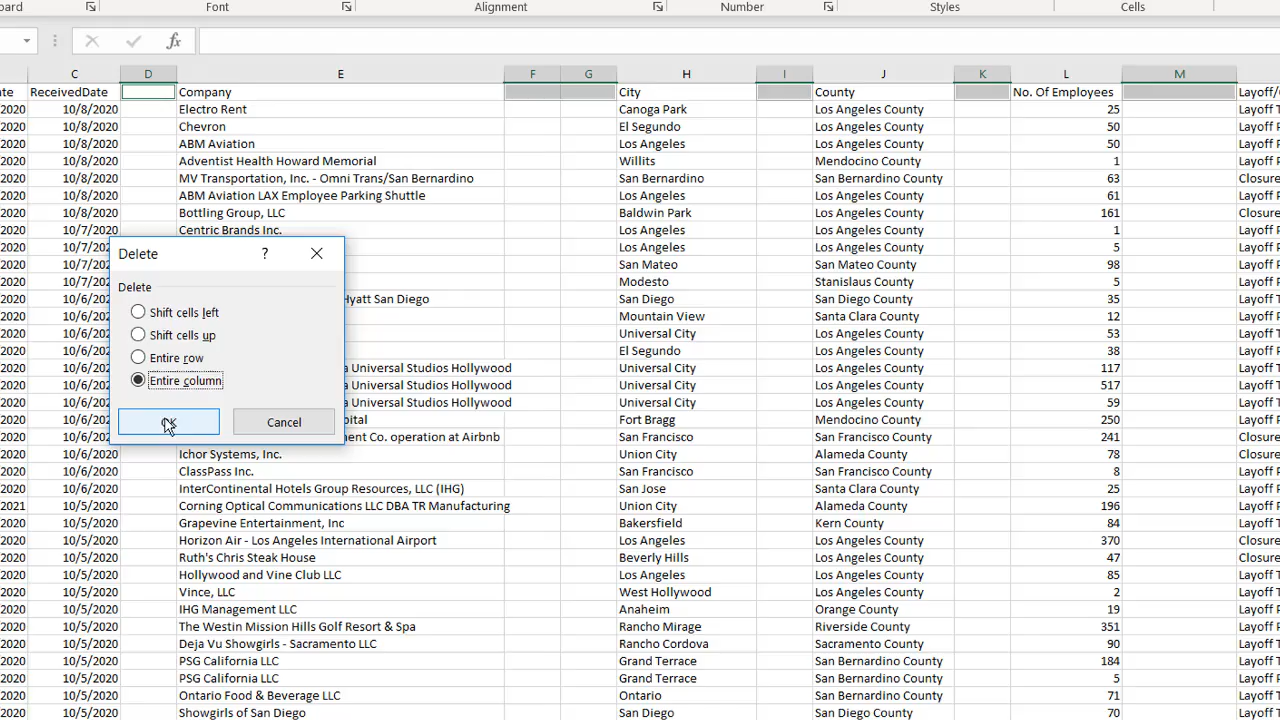 oard Font Alignment Number Styles Cells
fx
C D E F G H I J K L M
te ReceivedDate Company City County No. Of Employees Layoff/
2020 10/8/2020 Electro Rent Canoga Park Los Angeles County 25 Layoff T
2020 10/8/2020 Chevron El Segundo Los Angeles County 50 Layoff P
2020 10/8/2020 ABM Aviation Los Angeles Los Angeles County 50 Layoff T
2020 10/8/2020 Adventist Health Howard Memorial Willits Mendocino County 1 Layoff P
2020 10/8/2020 MV Transportation, Inc. - Omni Trans/San Bernardino San Bernardino San Bernardino County 63 Closure
2020 10/8/2020 ABM Aviation LAX Employee Parking Shuttle Los Angeles Los Angeles County 61 Layoff P
2020 10/8/2020 Bottling Group, LLC Baldwin Park Los Angeles County 161 Closure
2020 10/7/2020 Centric Brands Inc. Los Angeles Los Angeles County 1 Layoff P
2020 10/7/202 Los Angeles Los Angeles County 5 Layoff P
2020 10/7/202 San Mateo San Mateo County 98 Layoff P
2020 10/7/202 Modesto Stanislaus County 5 Layoff P
2020 10/6/202 Hyatt San Diego San Diego San Diego County 35 Layoff T
2020 10/6/202 Mountain View Santa Clara County 12 Layoff P
2020 10/6/202 Universal City Los Angeles County 53 Layoff T
2020 10/6/202 El Segundo Los Angeles County 38 Layoff P
2020 10/6/202 a Universal Studios Hollywood Universal City Los Angeles County 117 Layoff T
2020 10/6/202 a Universal Studios Hollywood Universal City Los Angeles County 517 Layoff T
2020 10/6/202 a Universal Studios Hollywood Universal City Los Angeles County 59 Layoff T
2020 10/6/202 pital Fort Bragg Mendocino County 250 Layoff P
2020 10/6/202 ment Co. operation at Airbnb San Francisco San Francisco County 241 Closure
2020 10/6/2020 Ichor Systems, Inc. Union City Alameda County 78 Closure
2020 10/6/2020 ClassPass Inc. San Francisco San Francisco County 8 Layoff P
2020 10/6/2020 InterContinental Hotels Group Resources, LLC (IHG) San Jose Santa Clara County 25 Layoff P
2021 10/5/2020 Corning Optical Communications LLC DBA TR Manufacturing Union City Alameda County 196 Layoff P
2020 10/5/2020 Grapevine Entertainment, Inc Bakersfield Kern County 84 Layoff T
2020 10/5/2020 Horizon Air - Los Angeles International Airport Los Angeles Los Angeles County 370 Closure
2020 10/5/2020 Ruth's Chris Steak House Beverly Hills Los Angeles County 47 Closure
2020 10/5/2020 Hollywood and Vine Club LLC Los Angeles Los Angeles County 85 Layoff T
2020 10/5/2020 Vince, LLC West Hollywood Los Angeles County 2 Layoff T
2020 10/5/2020 IHG Management LLC Anaheim Orange County 19 Layoff P
2020 10/5/2020 The Westin Mission Hills Golf Resort & Spa Rancho Mirage Riverside County 351 Layoff P
2020 10/5/2020 Deja Vu Showgirls - Sacramento LLC Rancho Cordova Sacramento County 90 Layoff T
2020 10/5/2020 PSG California LLC Grand Terrace San Bernardino County 184 Layoff T
2020 10/5/2020 PSG California LLC Grand Terrace San Bernardino County 5 Layoff T
2020 10/5/2020 Ontario Food & Beverage LLC Ontario San Bernardino County 71 Layoff T
2020 10/5/2020 Showgirls of San Diego San Diego San Diego County 70 Layoff T
Delete ?
Delete
Shift cells left
Shift cells up
Entire row
Entire column
OK Cancel